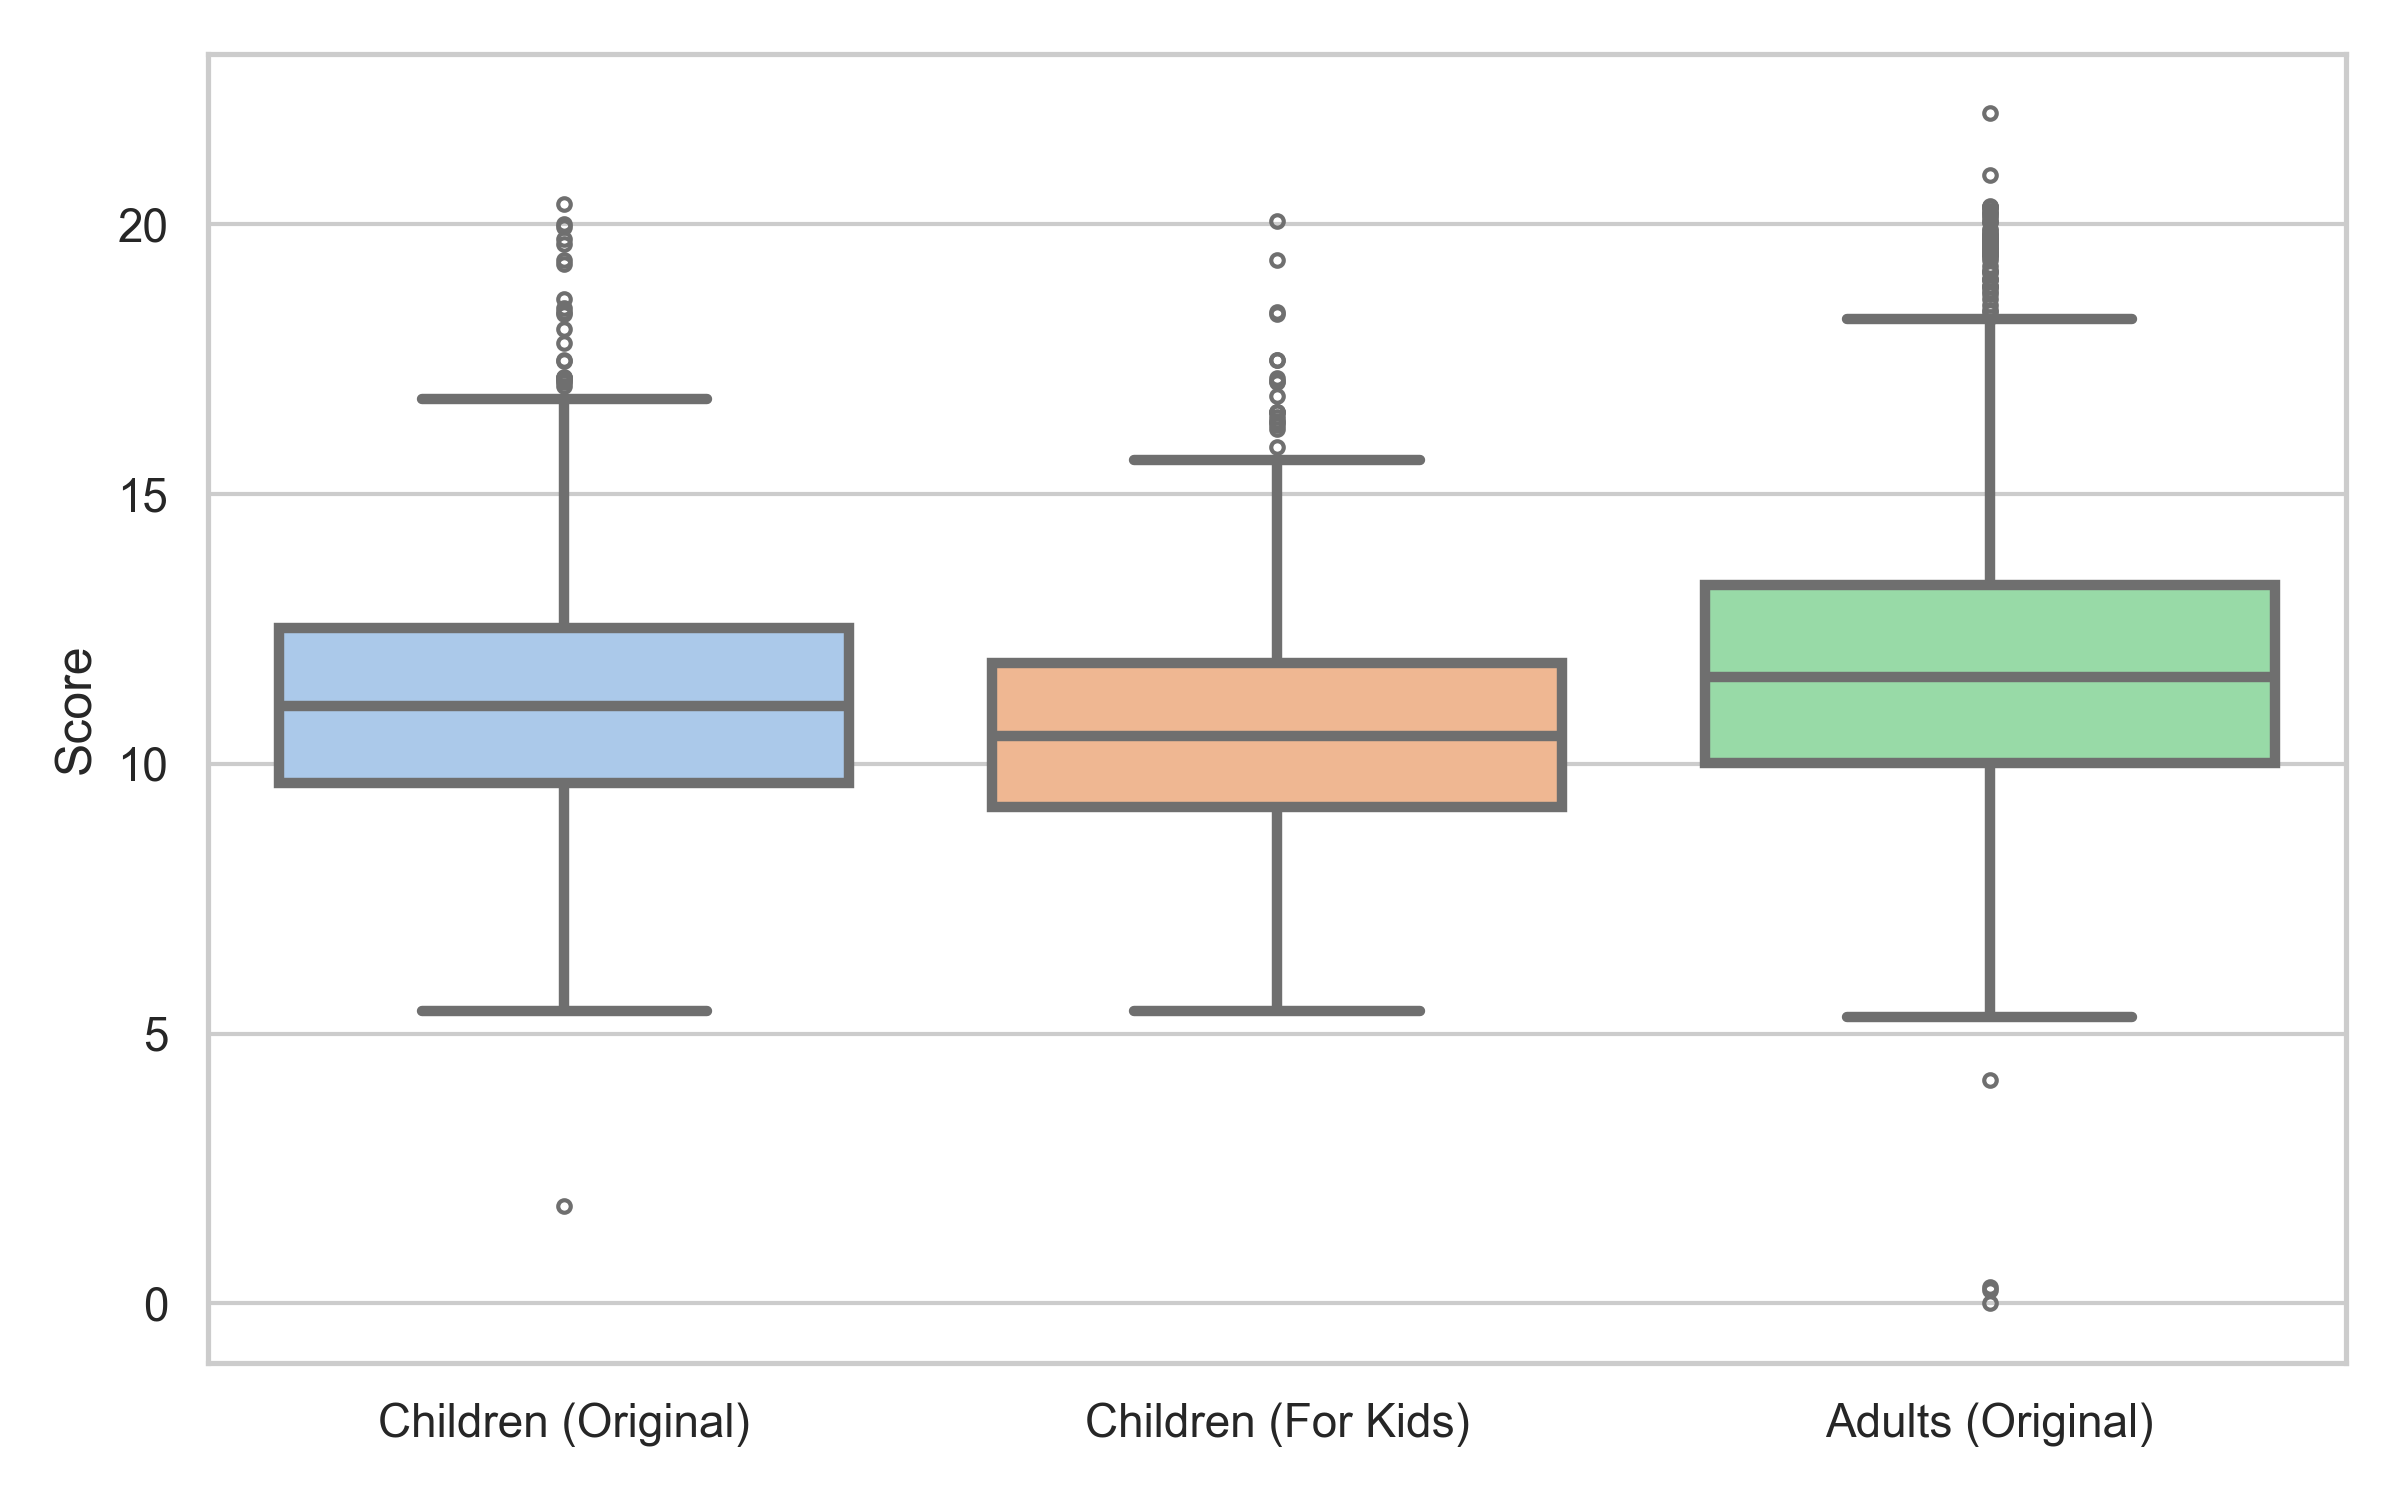 Score
20
15
10
5
0
Children (Original)
Children (For Kids)
Adults (Original)